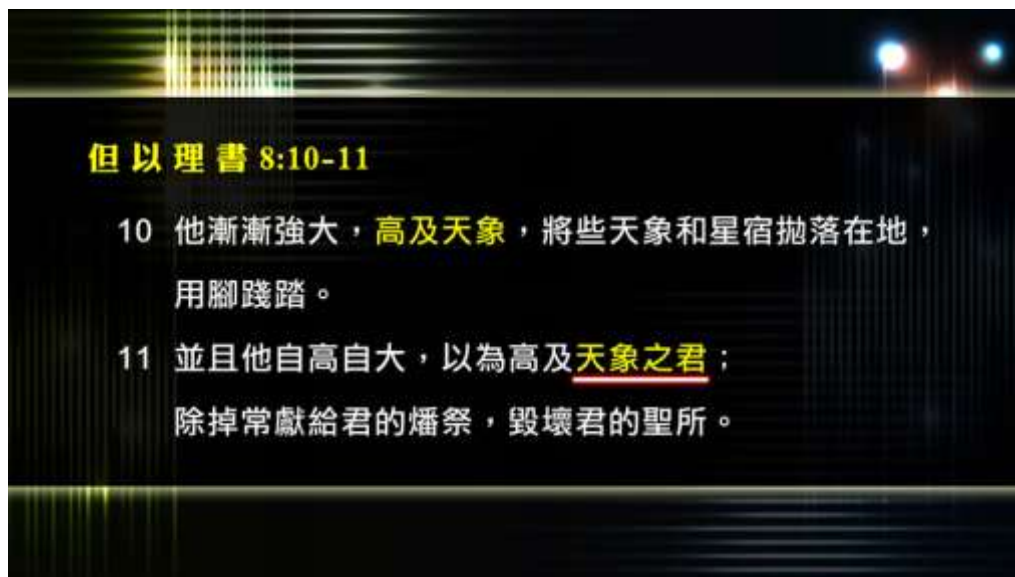 但以理書 8:10-11
10 他漸漸強大，高及天象，將些天象和星宿拋落在地，
用腳踐踏。
11 並且他自高自大，以為高及天象之君；
除掉常獻給君的燔祭，毀壞君的聖所。